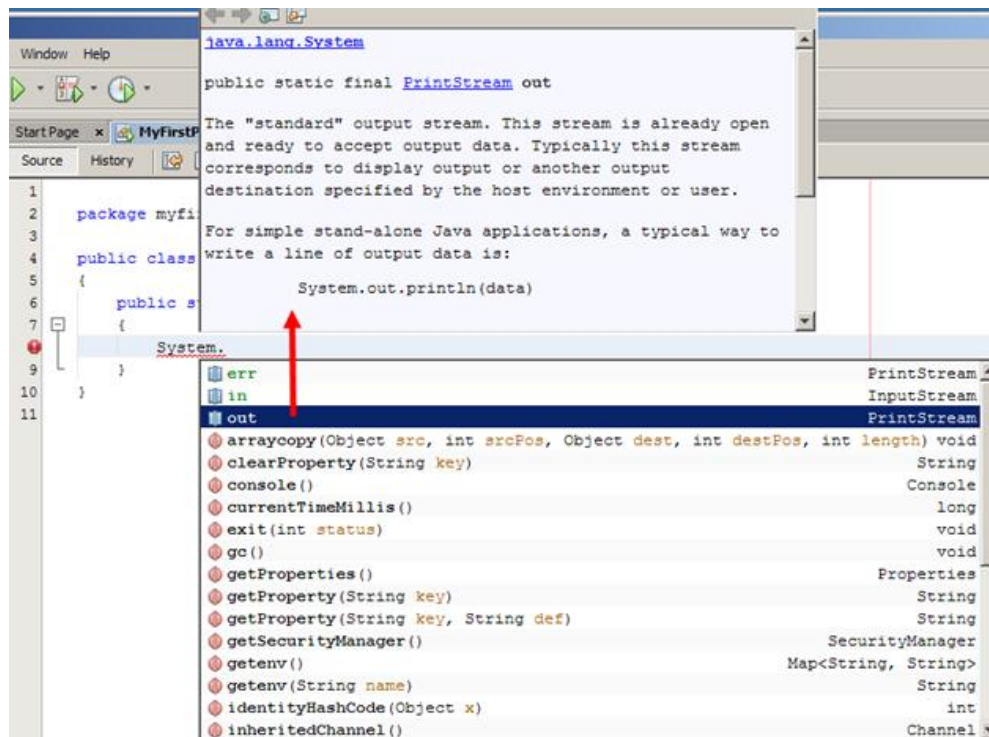 java.lang.System
Window Help
public static final PrintStream out
The "standard" output stream. This stream is already open
and ready to accept output data. Typically this stream
corresponds to display output or another output
destination specified by the host environment or user.
For simple stand-alone Java applications, a typical way to
write a line of output data is:
System.out.println(data)
Start Page x MyFirstP
Source History
1
2 package myfi
3
4 public class
5 {
6 public s
7 {
System.
9 }
10 }
11
err PrintStream
in InputStream
out PrintStream
arraycopy(Object src, int srcPos, Object dest, int destPos, int length) void
clearProperty(String key) String
console() Console
currentTimeMillis() long
exit(int status) void
gc() void
getProperties() Properties
getProperty(String key) String
getProperty(String key, String def) String
getSecurityManager() SecurityManager
getenv() Map<String, String>
getenv(String name) String
identityHashCode(Object x) int
inheritedChannel() Channel